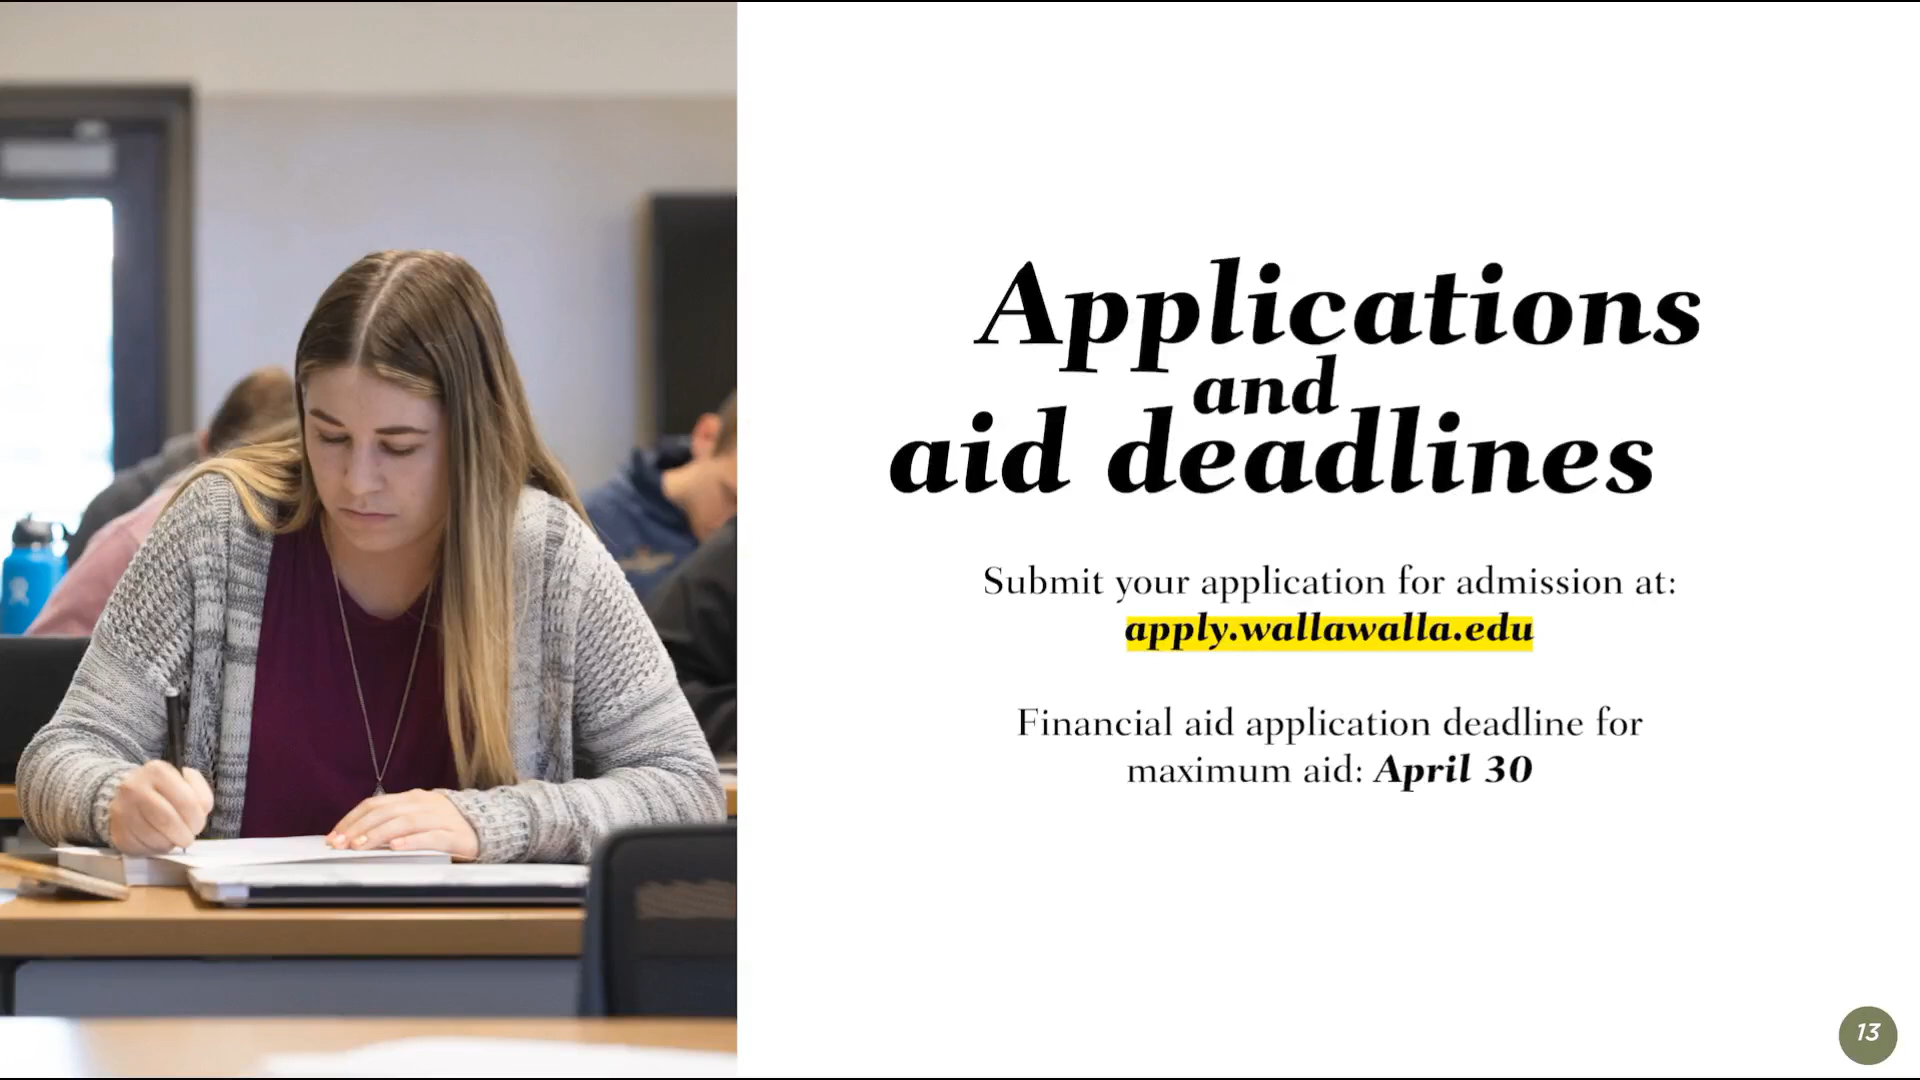 Applications
and
aid deadlines
Submit your application for admission at:
apply.wallawalla.edu
Financial aid application deadline for
maximum aid: April 30
13